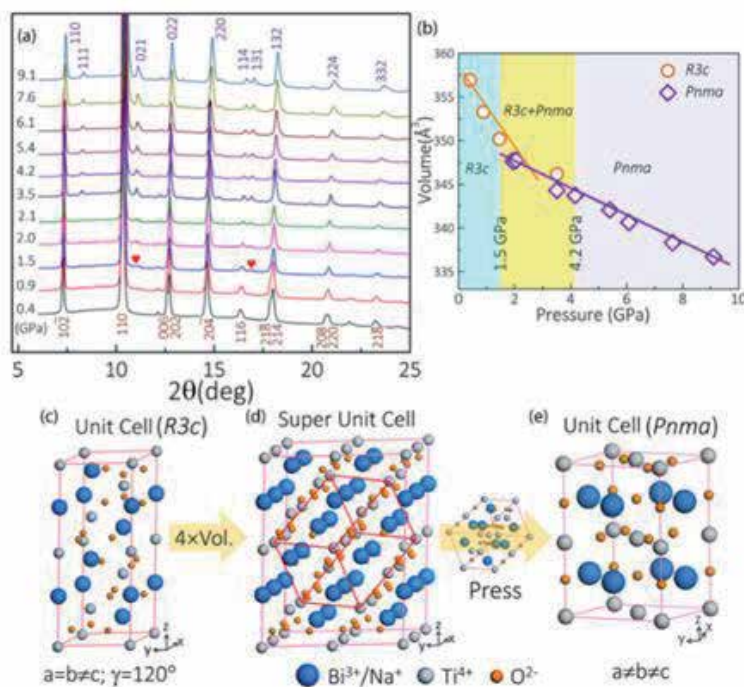 (a)
110
111
021
022
220
114
131
132
224
332
9.1
7.6
6.1
5.4
4.2
3.5
2.1
2.0
1.5
0.9
0.4
(GPa)
102
110
006
202
204
116
218
214
208
220
218
5
10
15
20
25
2θ(deg)
(b)
360
355
350
345
340
335
Volume(Å³)
R3c
Pnma
R3c+Pnma
R3c
Pnma
1.5 GPa
4.2 GPa
0
2
4
6
8
10
Pressure (GPa)
(c)
Unit Cell (R3c)
(d)
Super Unit Cell
(e)
Unit Cell (Pnma)
4×Vol.
Press
Z
Y
X
Z
Y
X
Z
Y
X
a=b≠c; γ=120°
Bi³⁺/Na⁺
Ti⁴⁺
O²⁻
a≠b≠c